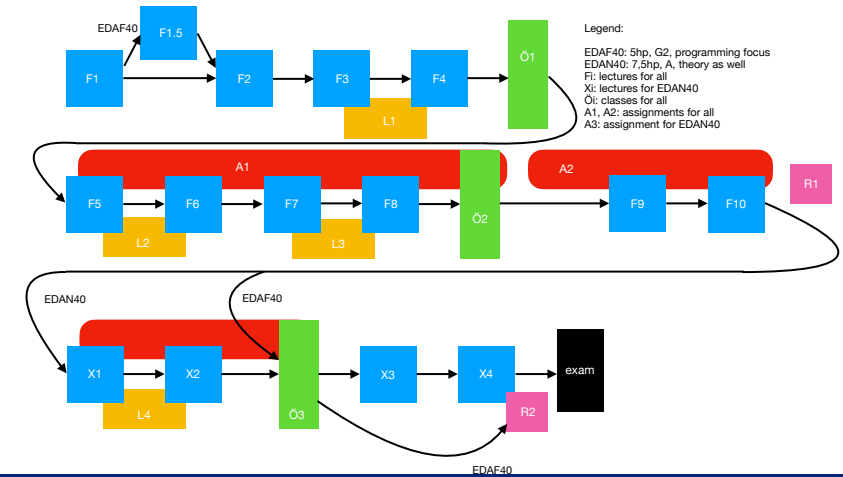 EDAF40
F1.5
F1
F2
F3
F4
Ö1
L1
Legend:
EDAF40: 5hp, G2, programming focus
EDAN40: 7,5hp, A, theory as well
Fi: lectures for all
Xi: lectures for EDAN40
Öi: classes for all
A1, A2: assignments for all
A3: assignment for EDAN40
A1
A2
R1
F5
F6
F7
F8
Ö2
F9
F10
L2
L3
EDAN40
EDAF40
X1
X2
Ö3
X3
X4
exam
L4
R2
EDAF40